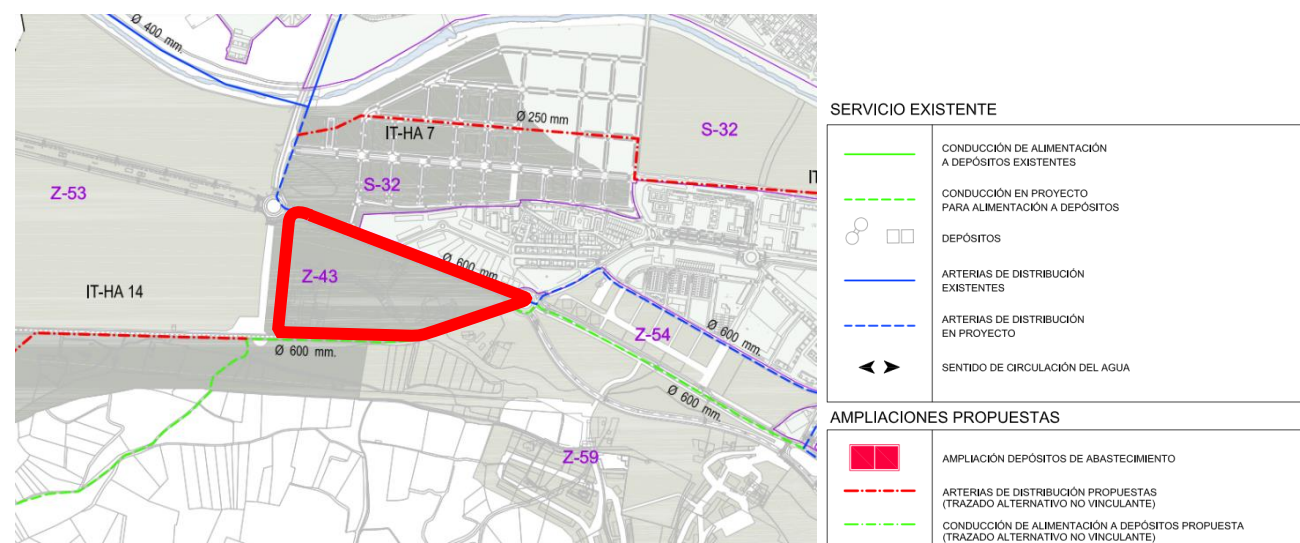 Ø 400 mm.
Ø 250 mm
IT-HA 7
S-32
S-32
Z-53
Ø 600 mm.
Z-43
IT-HA 14
Z-54
Ø 600 mm.
Ø 600 mm.
Ø 600 mm.
Z-59
SERVICIO EXISTENTE
CONDUCCIÓN DE ALIMENTACIÓN
A DEPÓSITOS EXISTENTES
CONDUCCIÓN EN PROYECTO
PARA ALIMENTACIÓN A DEPÓSITOS
DEPÓSITOS
ARTERIAS DE DISTRIBUCIÓN
EXISTENTES
ARTERIAS DE DISTRIBUCIÓN
EN PROYECTO
SENTIDO DE CIRCULACIÓN DEL AGUA
AMPLIACIONES PROPUESTAS
AMPLIACIÓN DEPÓSITOS DE ABASTECIMIENTO
ARTERIAS DE DISTRIBUCIÓN PROPUESTAS
(TRAZADO ALTERNATIVO NO VINCULANTE)
CONDUCCIÓN DE ALIMENTACIÓN A DEPÓSITOS PROPUESTA
(TRAZADO ALTERNATIVO NO VINCULANTE)